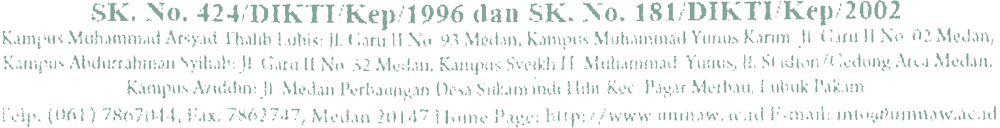 SK. No. 424/DIKTI/Kep/1996 dan SK. No. 181/DIKTI/Kep/2002
Kampus Muhammad Arsyad Thalib Lubis: Jl. Garu II No. 93 Medan, Kampus Muhammad Yunus Karim: Jl. Garu II No. 02 Medan,
Kampus Abdurrahman Syihab: Jl. Garu II No. 52 Medan, Kampus Syeikh H. Muhammad Yunus, Jl. Stadion/Gedung Arca Medan.
Kampus Aziddin: Jl. Medan Perbaungan Desa Sukamandi Hilir Kec. Pagar Merbau, Lubuk Pakam
Telp. (061) 7867044, Fax. 7862747, Medan 20147 Home Page: http://www.umnaw.ac.id E-mail: info@umnaw.ac.id